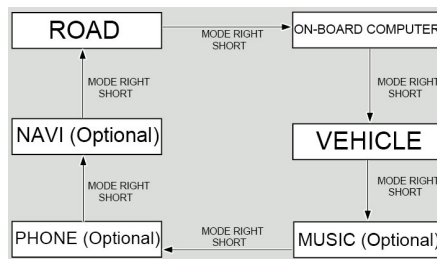 ROAD
MODE RIGHT
SHORT
ON-BOARD COMPUTER
MODE RIGHT
SHORT
MODE RIGHT
SHORT
NAVI (Optional)
VEHICLE
MODE RIGHT
SHORT
MODE RIGHT
SHORT
PHONE (Optional)
MODE RIGHT
SHORT
MUSIC (Optional)